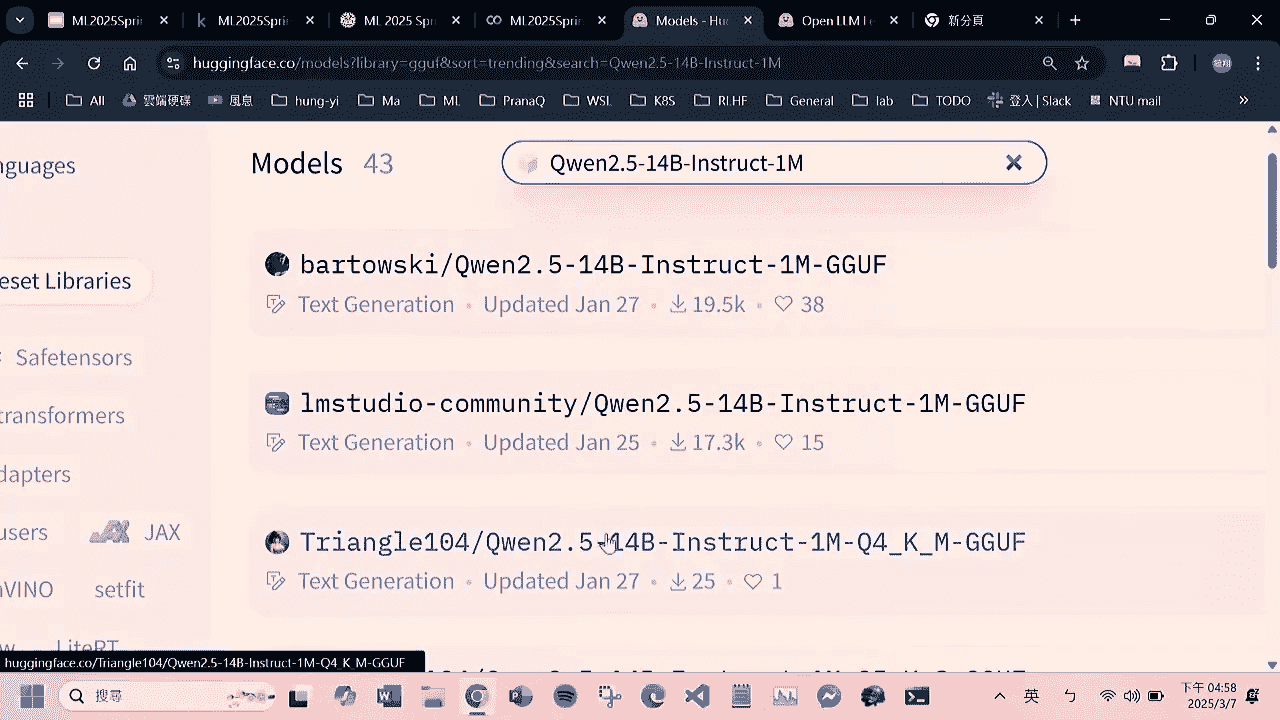 ML2025Sprin
ML2025Sprin
ML 2025 Spr
ML2025Sprin
Models - Hug
Open LLM Le
新分頁
huggingface.co/models?library=gguf&sort=trending&search=Qwen2.5-14B-Instruct-1M
All
雲端硬碟
風息
hung-yi
Ma
ML
PranaQ
WSL
K8S
RLHF
General
lab
TODO
登入 | Slack
NTU mail
nguages
Models 43
Qwen2.5-14B-Instruct-1M
bartowski/Qwen2.5-14B-Instruct-1M-GGUF
Text Generation • Updated Jan 27 • 19.5k • 38
eset Libraries
Safetensors
lmstudio-community/Qwen2.5-14B-Instruct-1M-GGUF
transformers
Text Generation • Updated Jan 25 • 17.3k • 15
dapters
users
JAX
Triangle104/Qwen2.5-14B-Instruct-1M-Q4_K_M-GGUF
Text Generation • Updated Jan 27 • 25 • 1
nVINO
setfit
LiteRT
huggingface.co/Triangle104/Qwen2.5-14B-Instruct-1M-Q4_K_M-GGUF
搜尋
英
ㄅ
下午 04:58
2025/3/7